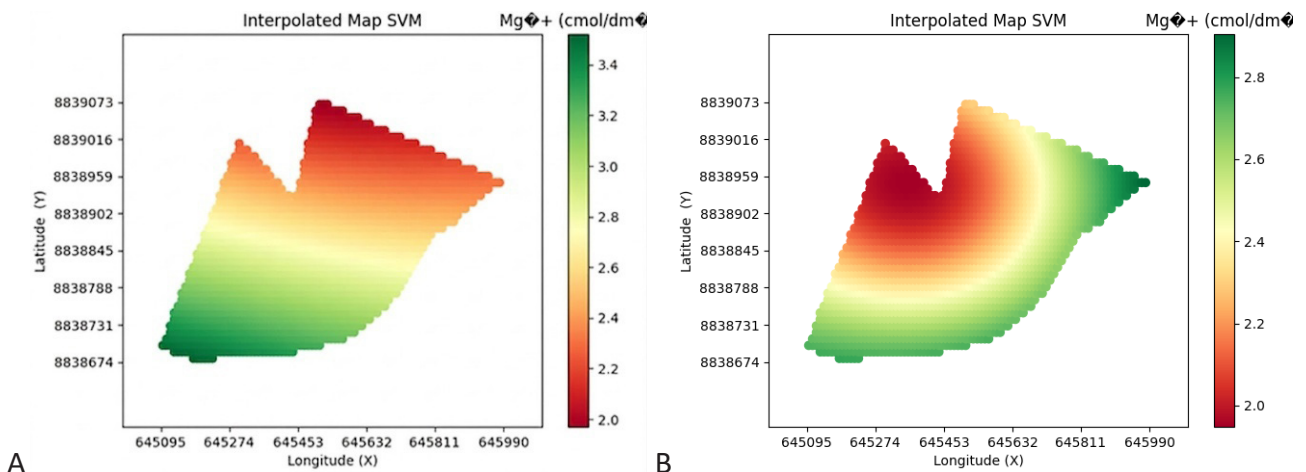 Interpolated Map SVM
Mg�+ (cmol/dm�
8839073
8839016
8838959
8838902
8838845
8838788
8838731
8838674
Latitude (Y)
645095 645274 645453 645632 645811 645990
Longitude (X)
3.4
3.2
3.0
2.8
2.6
2.4
2.2
2.0
A
Interpolated Map SVM
Mg�+ (cmol/dm�
8839073
8839016
8838959
8838902
8838845
8838788
8838731
8838674
Latitude (Y)
645095 645274 645453 645632 645811 645990
Longitude (X)
2.8
2.6
2.4
2.2
2.0
B